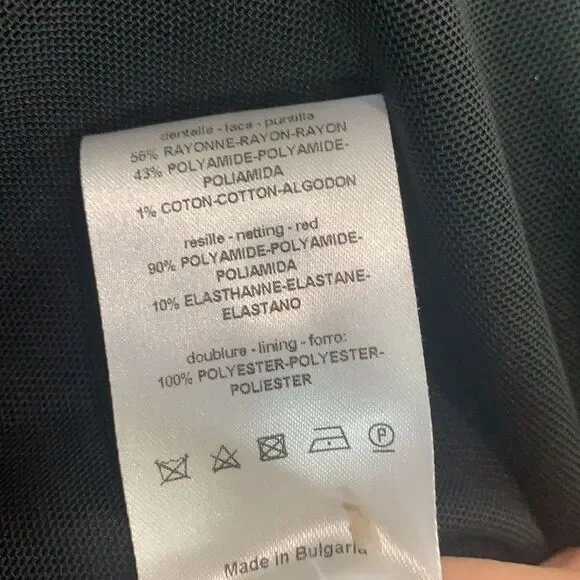 dentelle - lace - puntilla
56% RAYONNE-RAYON-RAYON
43% POLYAMIDE-POLYAMIDE-
POLIAMIDA
1% COTON-COTTON-ALGODON
resille - netting - red
90% POLYAMIDE-POLYAMIDE-
POLIAMIDA
10% ELASTHANNE-ELASTANE-
ELASTANO
doublure - lining - forro:
100% POLYESTER-POLYESTER-
POLIESTER
P
Made in Bulgaria